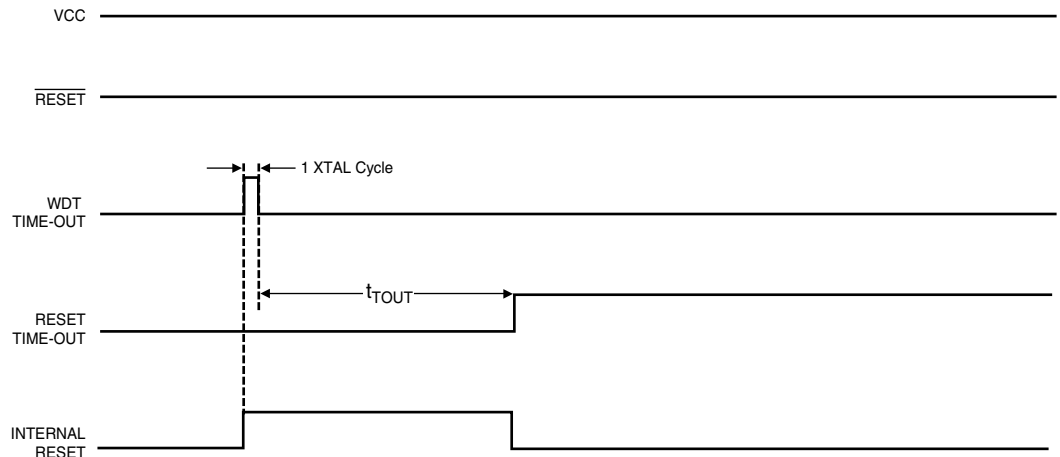 VCC
RESET
1 XTAL Cycle
WDT
TIME-OUT
tTOUT
RESET
TIME-OUT
INTERNAL
RESET